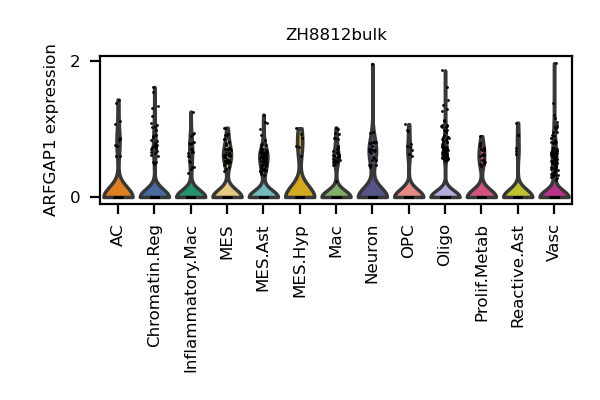 ZH8812bulk
ARFGAP1 expression
2
0
AC
Chromatin.Reg
Inflammatory.Mac
MES
MES.Ast
MES.Hyp
Mac
Neuron
OPC
Oligo
Prolif.Metab
Reactive.Ast
Vasc